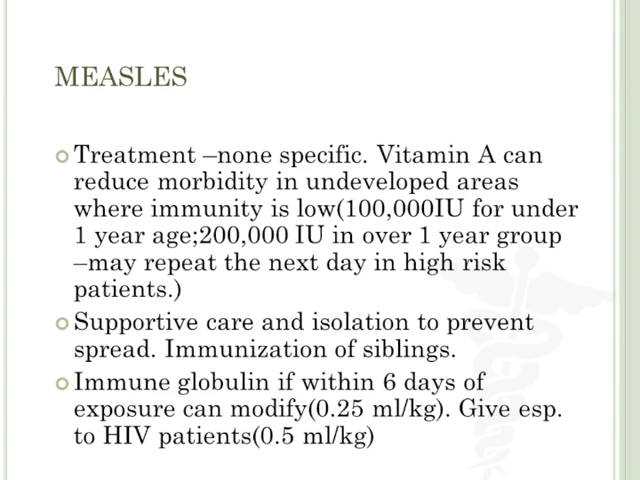 MEASLES
Treatment –none specific. Vitamin A can
reduce morbidity in undeveloped areas
where immunity is low(100,000IU for under
1 year age;200,000 IU in over 1 year group
–may repeat the next day in high risk
patients.)
Supportive care and isolation to prevent
spread. Immunization of siblings.
Immune globulin if within 6 days of
exposure can modify(0.25 ml/kg). Give esp.
to HIV patients(0.5 ml/kg)